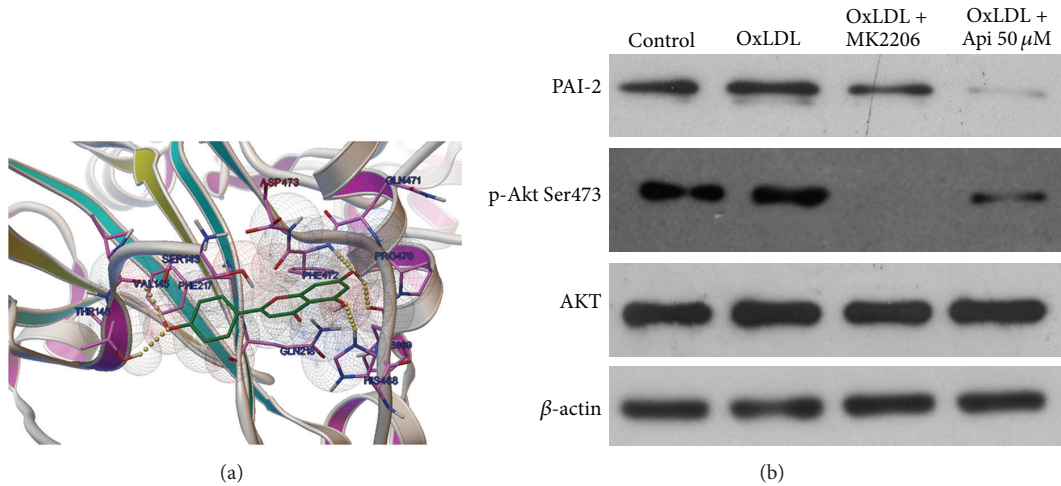 Control
OxLDL
OxLDL +
MK2206
OxLDL +
Api 50 μM
PAI-2
p-Akt Ser473
AKT
β-actin
ASP473
GLN471
SER143
PRO470
PHE472
VAL145
PHE217
GLN218
HIS468
(a)
(b)